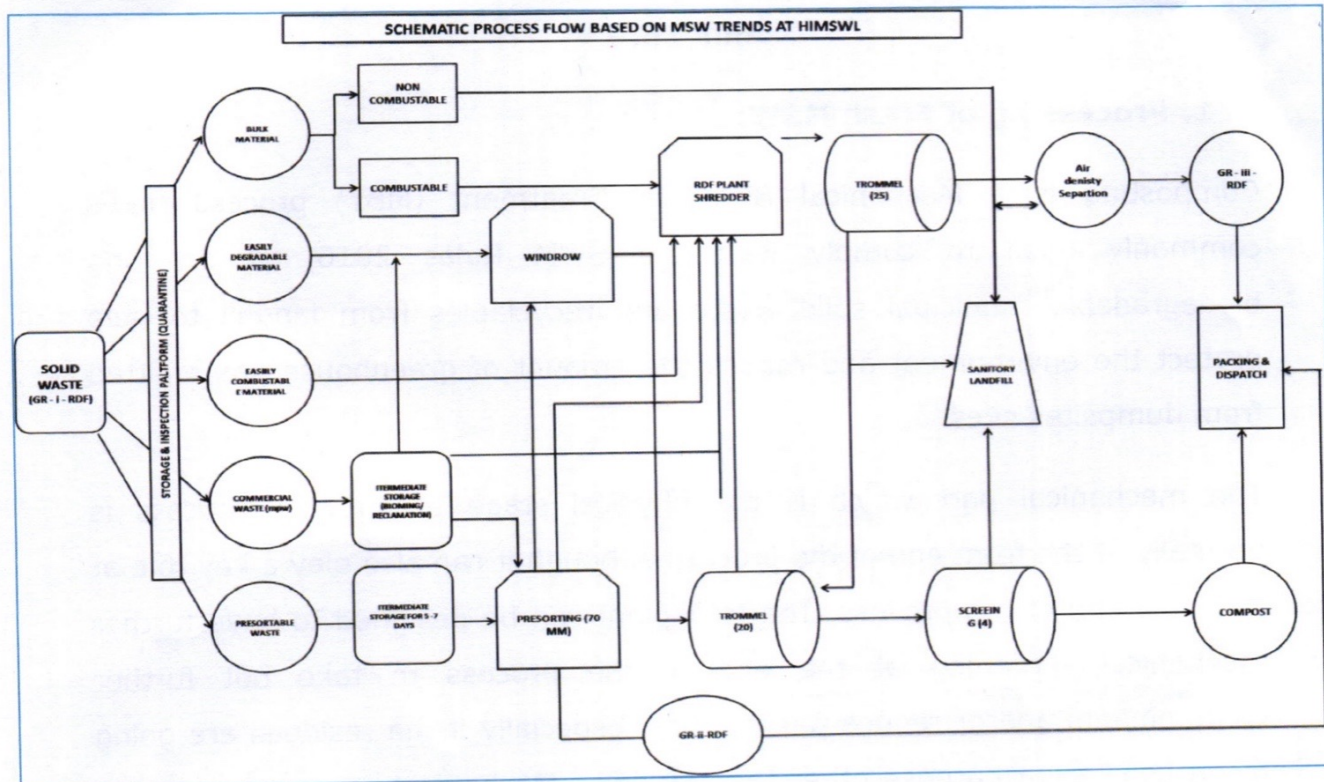 SCHEMATIC PROCESS FLOW BASED ON MSW TRENDS AT HIMSWL
SOLID
WASTE
(GR - i - RDF)
STORAGE & INSPECTION PALTFORM (QUARANTINE)
BULK
MATERIAL
EASILY
DEGRADABLE
MATERIAL
EASILY
COMBUSTABL
E MATERIAL
COMMERCIAL
WASTE (mpw)
PRESORTABLE
WASTE
NON
COMBUSTABLE
COMBUSTABLE
WINDROW
ITERMEDIATE
STORAGE
(BIOMING/
RECLAMATION)
ITERMEDIATE
STORAGE FOR 1-7
DAYS
PRESORTING (70
MM)
GR-ii-RDF
RDF PLANT
SHREDDER
TROMMEL
(25)
TROMMEL
(20)
Air
denisty
Separtion
GR - iii -
RDF
SANITORY
LANDFILL
PACKING &
DISPATCH
SCREEIN
G (4)
COMPOST